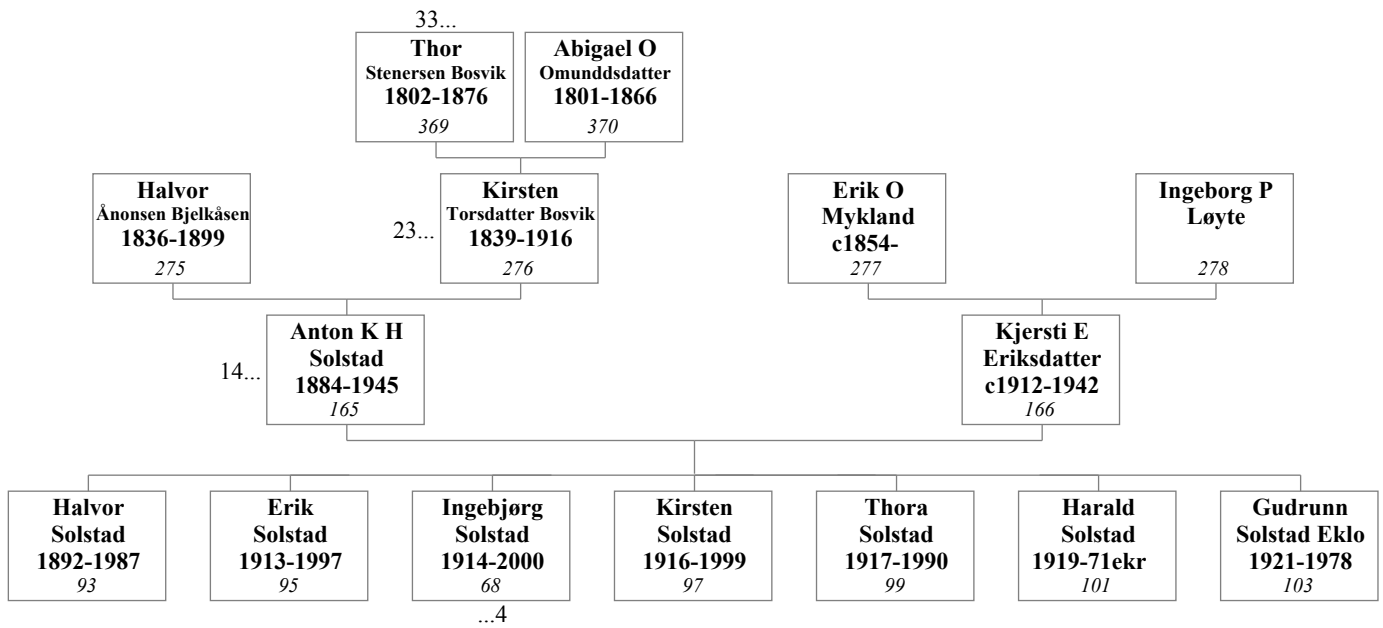 33...
Thor
Stenersen Bosvik
1802-1876
369
Abigael O
Omunddsdatter
1801-1866
370
Halvor
Ånonsen Bjelkåsen
1836-1899
275
23...
Kirsten
Torsdatter Bosvik
1839-1916
276
Erik O
Mykland
c1854-
277
Ingeborg P
Løyte
278
14...
Anton K H
Solstad
1884-1945
165
Kjersti E
Eriksdatter
c1912-1942
166
Halvor
Solstad
1892-1987
93
Erik
Solstad
1913-1997
95
Ingebjørg
Solstad
1914-2000
68
...4
Kirsten
Solstad
1916-1999
97
Thora
Solstad
1917-1990
99
Harald
Solstad
1919-71ekr
101
Gudrunn
Solstad Eklo
1921-1978
103